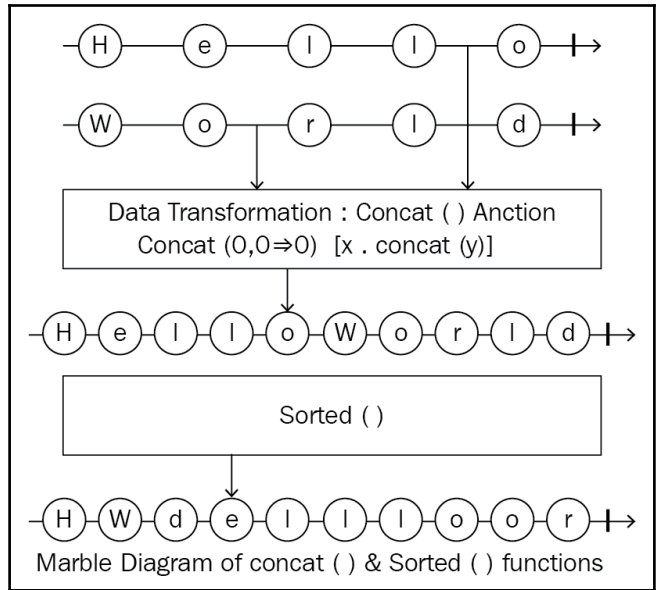 H e l l o
W o r l d
Data Transformation : Concat ( ) Anction
Concat (0,0⇒0) [x . concat (y)]
H e l l o W o r l d
Sorted ( )
H W d e l l l o o r
Marble Diagram of concat ( ) & Sorted ( ) functions